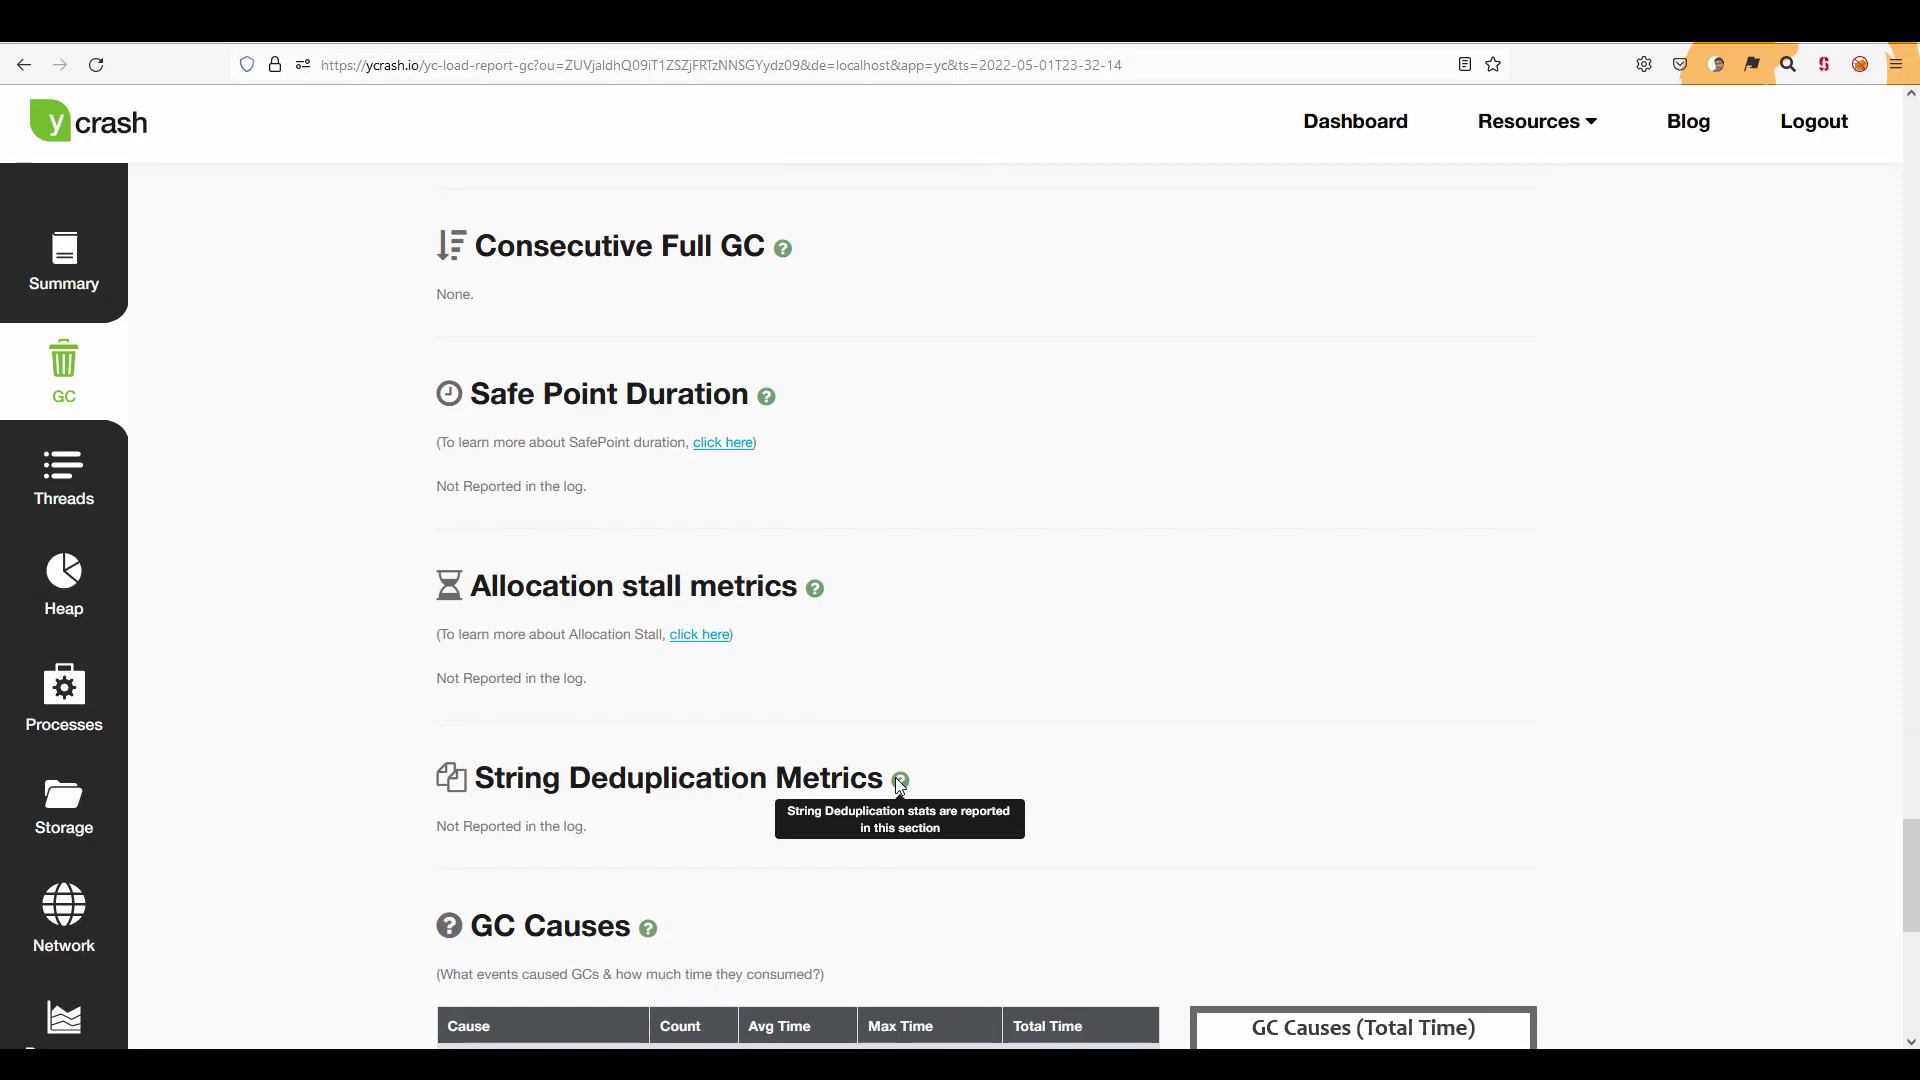 https://ycrash.io/yc-load-report-gc?ou=ZUVjaldhQ09iT1ZSZjFRTzNNSGYydz09&de=localhost&app=yc&ts=2022-05-01T23-32-14
y crash
Dashboard
Resources
Blog
Logout
Summary
GC
Threads
Heap
Processes
Storage
Network
Consecutive Full GC ?
None.
Safe Point Duration ?
(To learn more about SafePoint duration, click here)
Not Reported in the log.
Allocation stall metrics ?
(To learn more about Allocation Stall, click here)
Not Reported in the log.
String Deduplication Metrics
String Deduplication stats are reported
in this section
Not Reported in the log.
? GC Causes ?
(What events caused GCs & how much time they consumed?)
Cause Count Avg Time Max Time Total Time
GC Causes (Total Time)